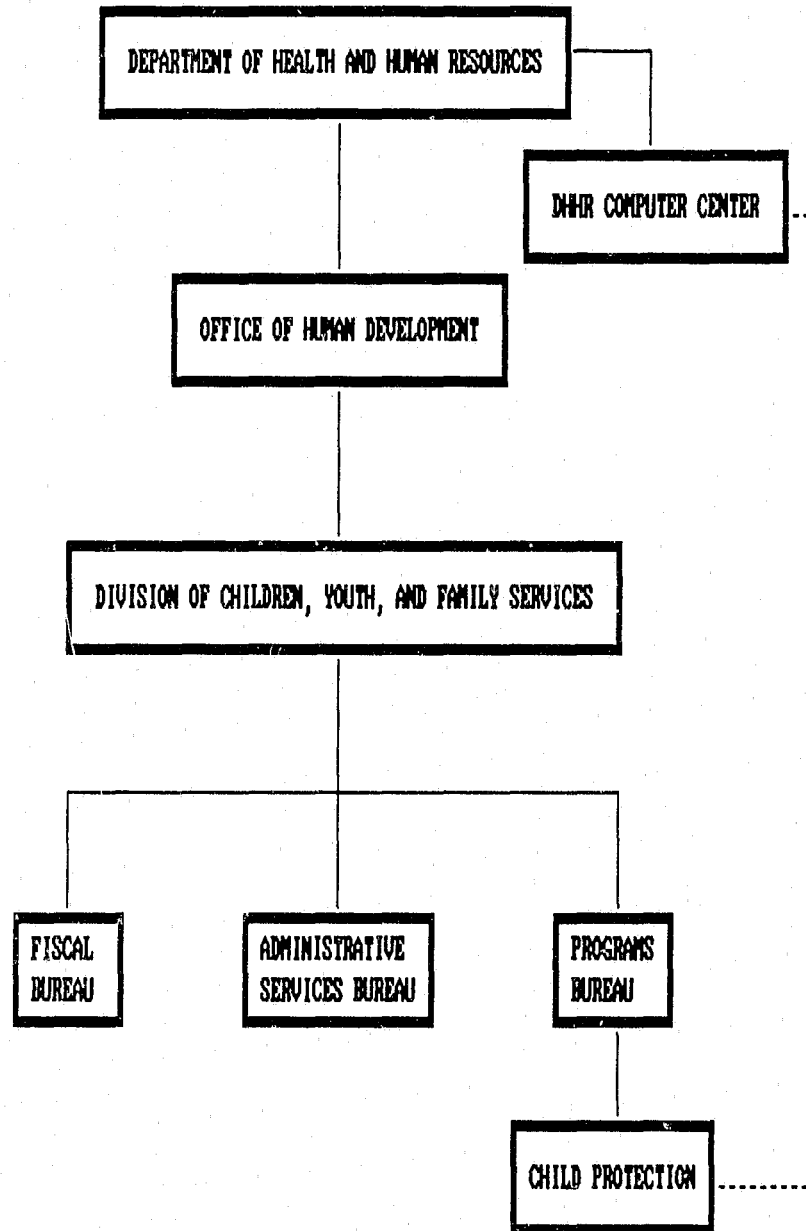 DEPARTMENT OF HEALTH AND HUMAN RESOURCES
DHHR COMPUTER CENTER
OFFICE OF HUMAN DEVELOPMENT
DIVISION OF CHILDREN, YOUTH, AND FAMILY SERVICES
FISCAL
BUREAU
ADMINISTRATIVE
SERVICES BUREAU
PROGRAMS
BUREAU
CHILD PROTECTION